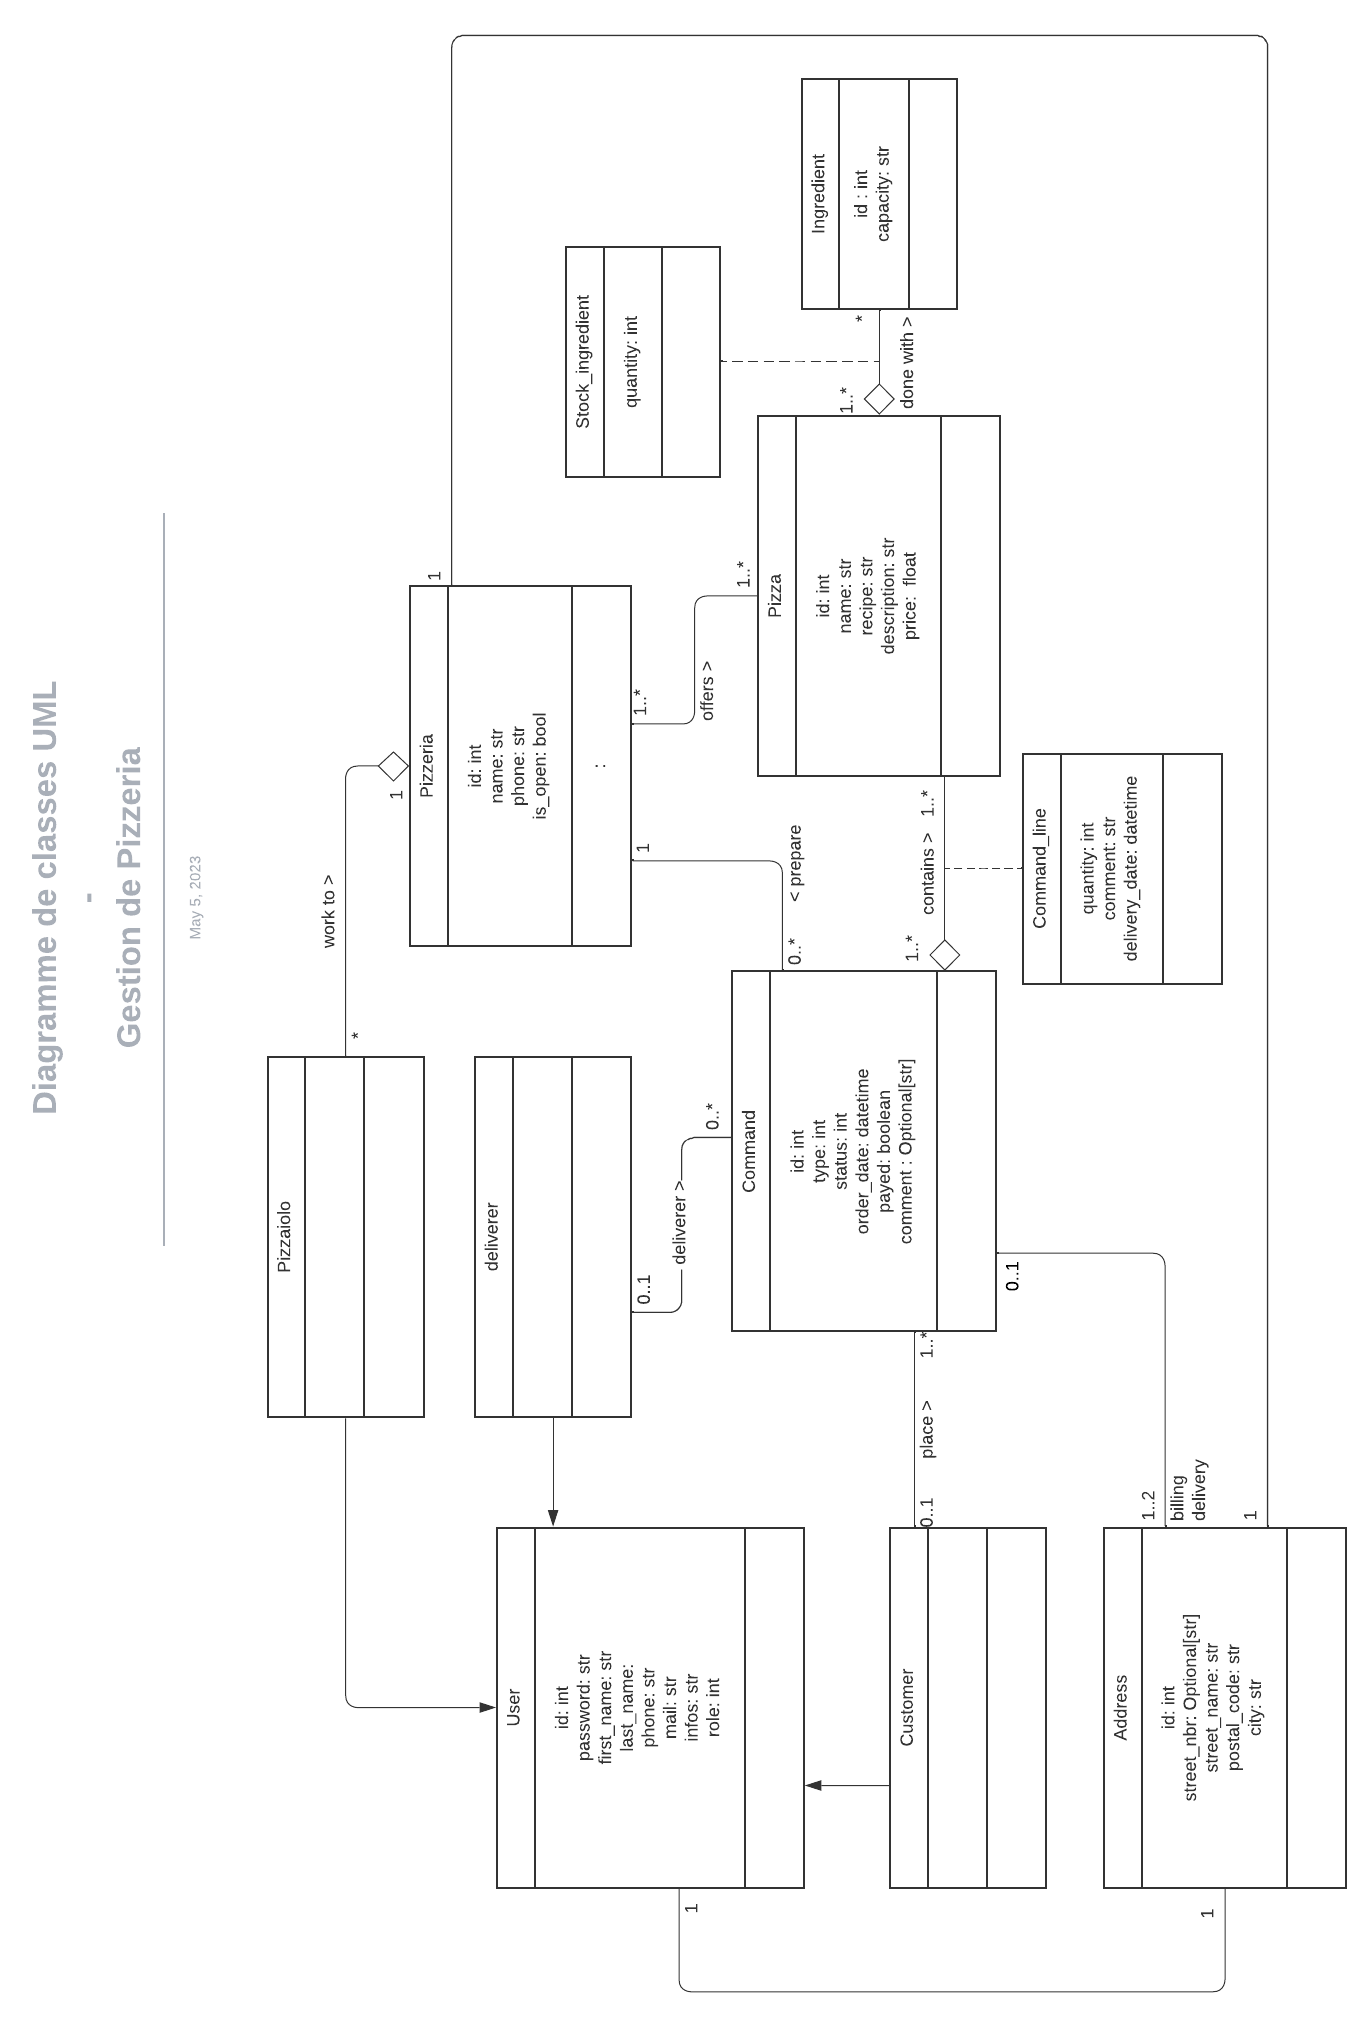 Diagramme de classes UML
-
Gestion de Pizzeria
May 5, 2023
Pizzaiolo
*
work to >
1
Pizzeria
id: int
name: str
phone: str
is_open: bool
:
1
1
1..*
offers >
1..*
deliverer
0..1
deliverer >
0..*
< prepare
0..*
Stock_ingredient
quantity: int
Ingredient
id : int
capacity: str
*
done with >
1..*
Pizza
id: int
name: str
recipe: str
description: str
price:  float
1..*
contains >
1..*
Command_line
quantity: int
comment: str
delivery_date: datetime
Command
id: int
type: int
status: int
order_date: datetime
payed: boolean
comment : Optional[str]
0..1
1..*
place >
0..1
User
id: int
password: str
first_name: str
last_name:
phone: str
mail: str
infos: str
role: int
1
Customer
Address
id: int
street_nbr: Optional[str]
street_name: str
postal_code: str
city: str
1..2
billing
delivery
1
1